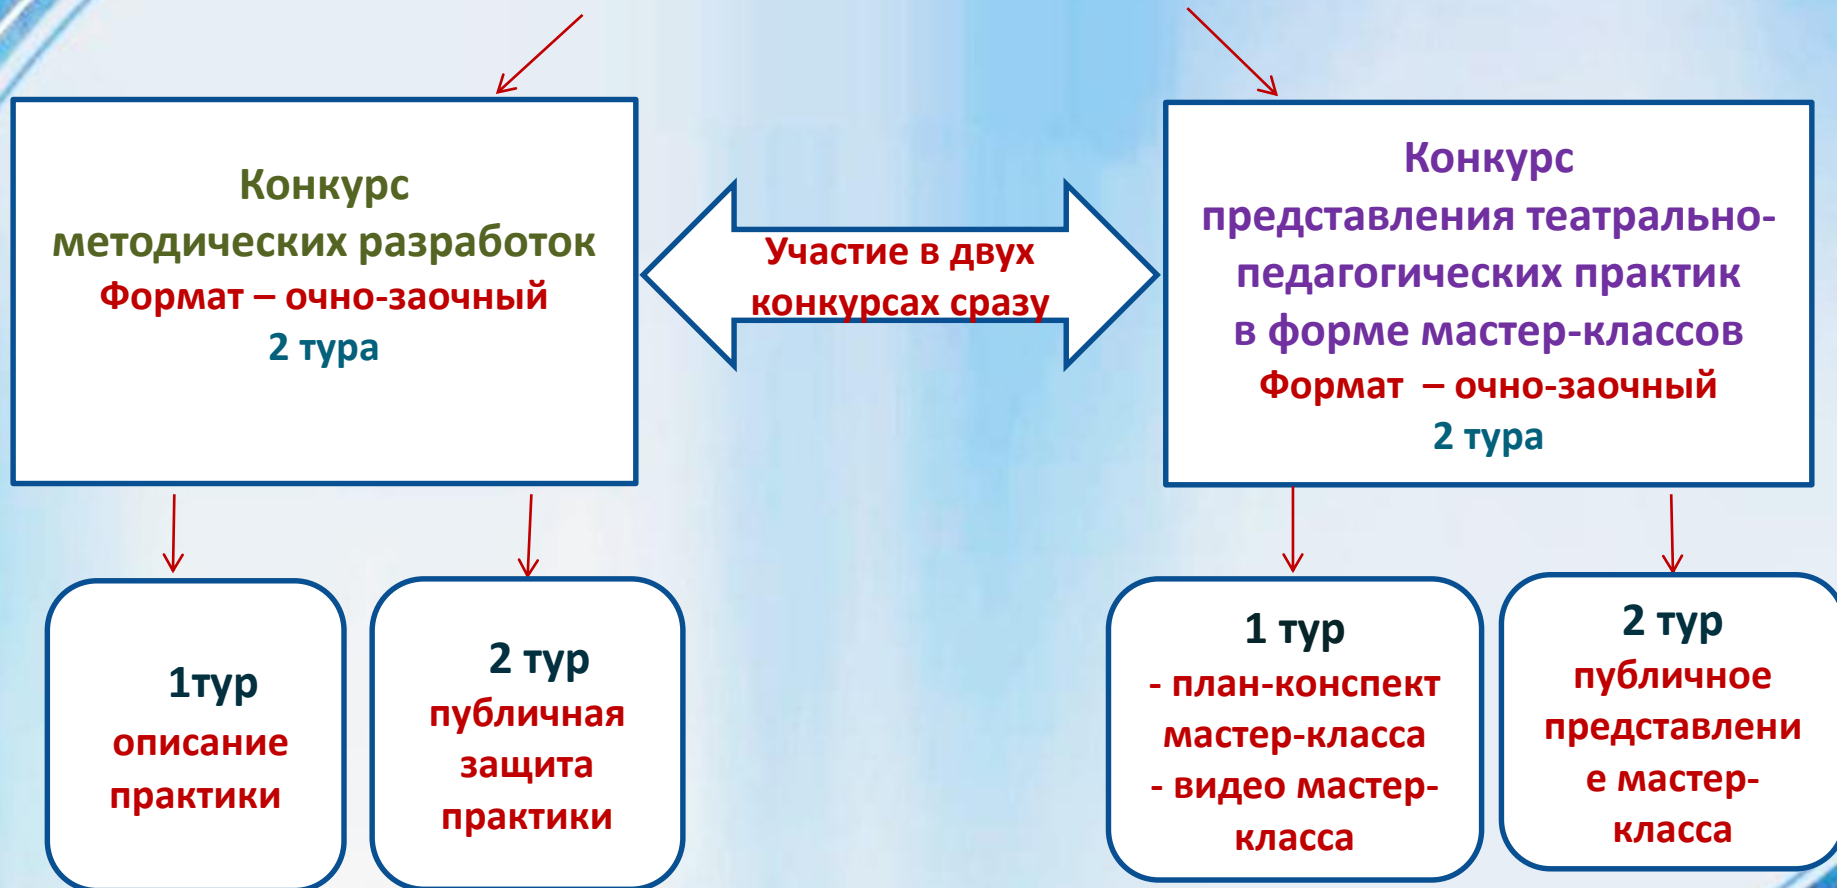 Конкурс
методических разработок
Формат – очно-заочный
2 тура
Участие в двух
конкурсах сразу
Конкурс
представления театрально-
педагогических практик
в форме мастер-классов
Формат – очно-заочный
2 тура
1тур
описание
практики
2 тур
публичная
защита
практики
1 тур
- план-конспект
мастер-класса
- видео мастер-
класса
2 тур
публичное
представлени
е мастер-
класса